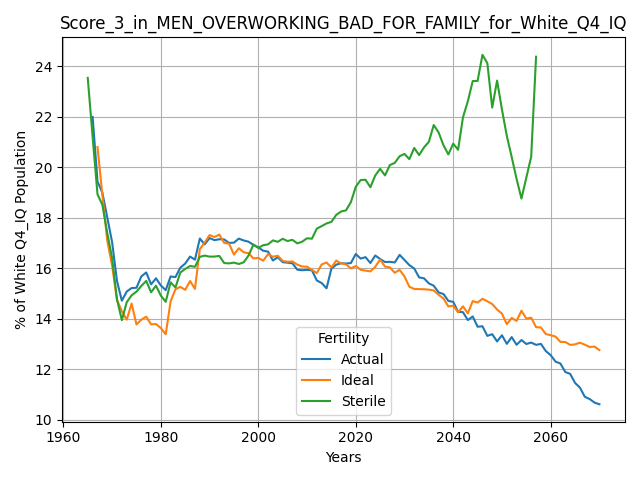 Score_3_in_MEN_OVERWORKING_BAD_FOR_FAMILY_for_White_Q4_IQ
% of White Q4_IQ Population
24
22
20
18
16
14
12
10
Fertility
Actual
Ideal
Sterile
1960 1980 2000 2020 2040 2060
Years